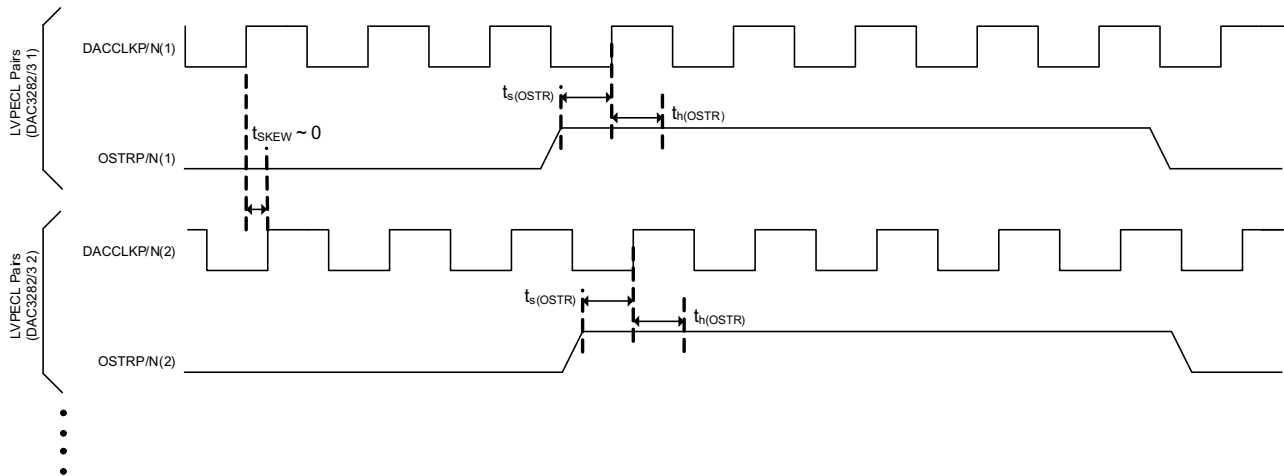 LVPECL Pairs
(DAC3282/3 1)
DACCLKP/N(1)
ts(OSTR)
th(OSTR)
tSKEW ~ 0
OSTRP/N(1)
LVPECL Pairs
(DAC3282/3 2)
DACCLKP/N(2)
ts(OSTR)
th(OSTR)
OSTRP/N(2)